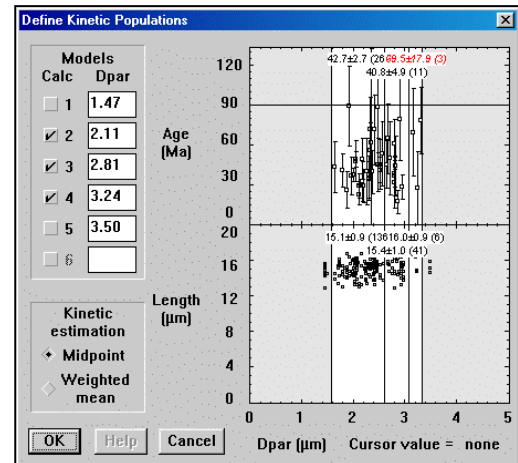 Define Kinetic Populations
Models
Calc Dpar
1 1.47
2 2.11
3 2.81
4 3.24
5 3.50
6
Kinetic
estimation
Midpoint
Weighted
mean
OK Help Cancel
Age
(Ma)
120
90
60
30
0
42.7±2.7 (26 69.5±17.9 (3)
40.8±4.9 (11)
Length
(µm)
20
16
12
8
4
0
15.1±0.9 (136 16.0±0.9 (6)
15.4±1.0 (41)
0 1 2 3 4 5
Dpar (µm) Cursor value = none